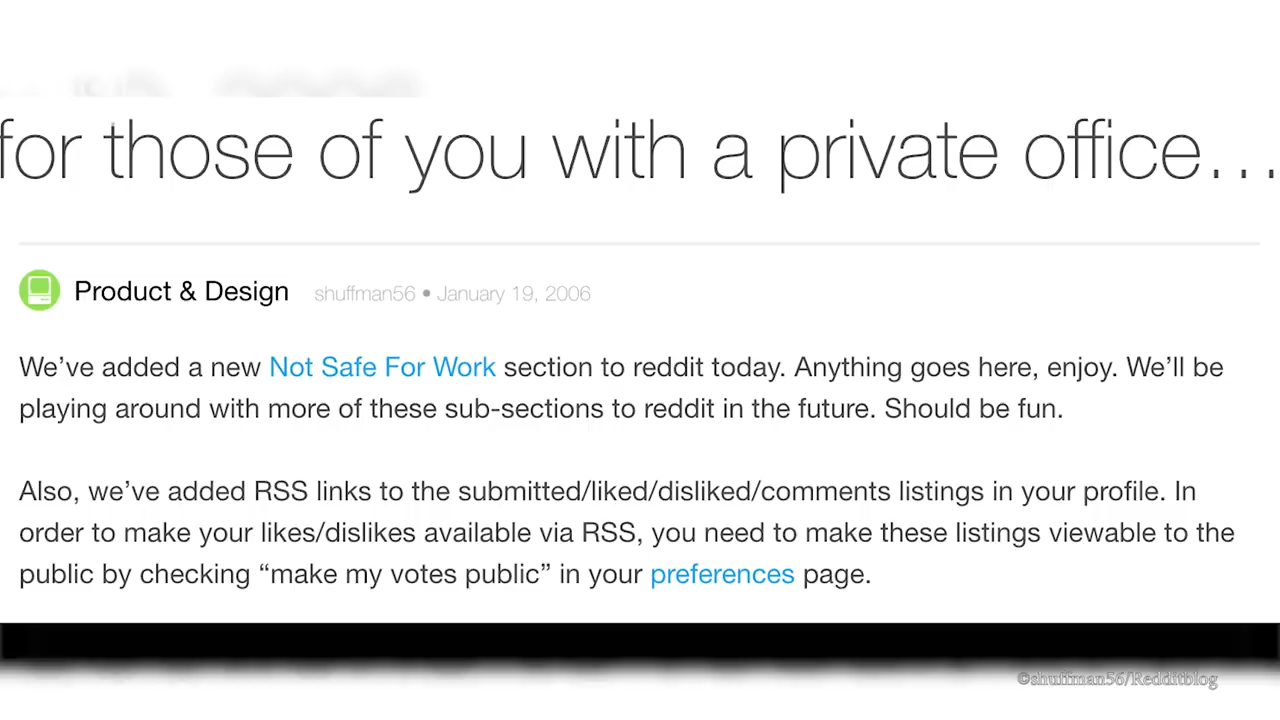 for those of you with a private office…
Product & Design shuffman56 • January 19, 2006
We’ve added a new Not Safe For Work section to reddit today. Anything goes here, enjoy. We’ll be
playing around with more of these sub-sections to reddit in the future. Should be fun.
Also, we’ve added RSS links to the submitted/liked/disliked/comments listings in your profile. In
order to make your likes/dislikes available via RSS, you need to make these listings viewable to the
public by checking “make my votes public” in your preferences page.
©shuffman56/Redditblog